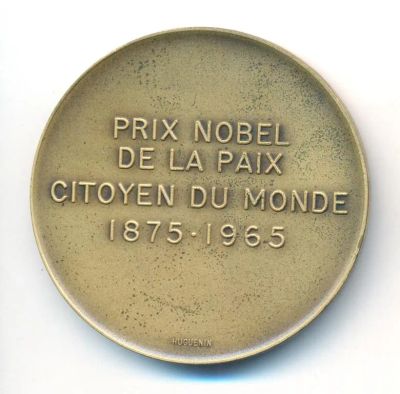 PRIX NOBEL
DE LA PAIX
CITOYEN DU MONDE
1875·1965
HUGUENIN